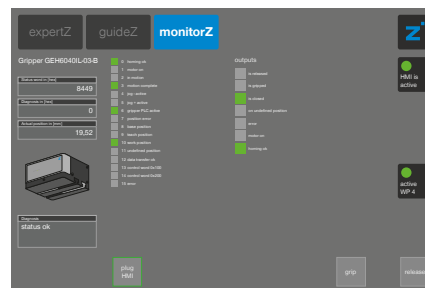 expertZ
guideZ
monitorZ
Z
Gripper GEH6040IL-03-B
Status word in [hex]
8449
Diagnosis in [hex]
0
Actual position in [mm]
19,52
Diagnosis
status ok
0 homing ok
1 motor on
2 in motion
3 motion complete
4 jog - active
5 jog + active
6 gripper PLC active
7 position error
8 base position
9 teach position
10 work position
11 undefined position
12 data transfer ok
13 control word 0x100
14 control word 0x200
15 error
outputs
is released
is gripped
is closed
on undefined position
error
motor on
homing ok
HMI is
active
active
WP 4
plug
HMI
grip
release